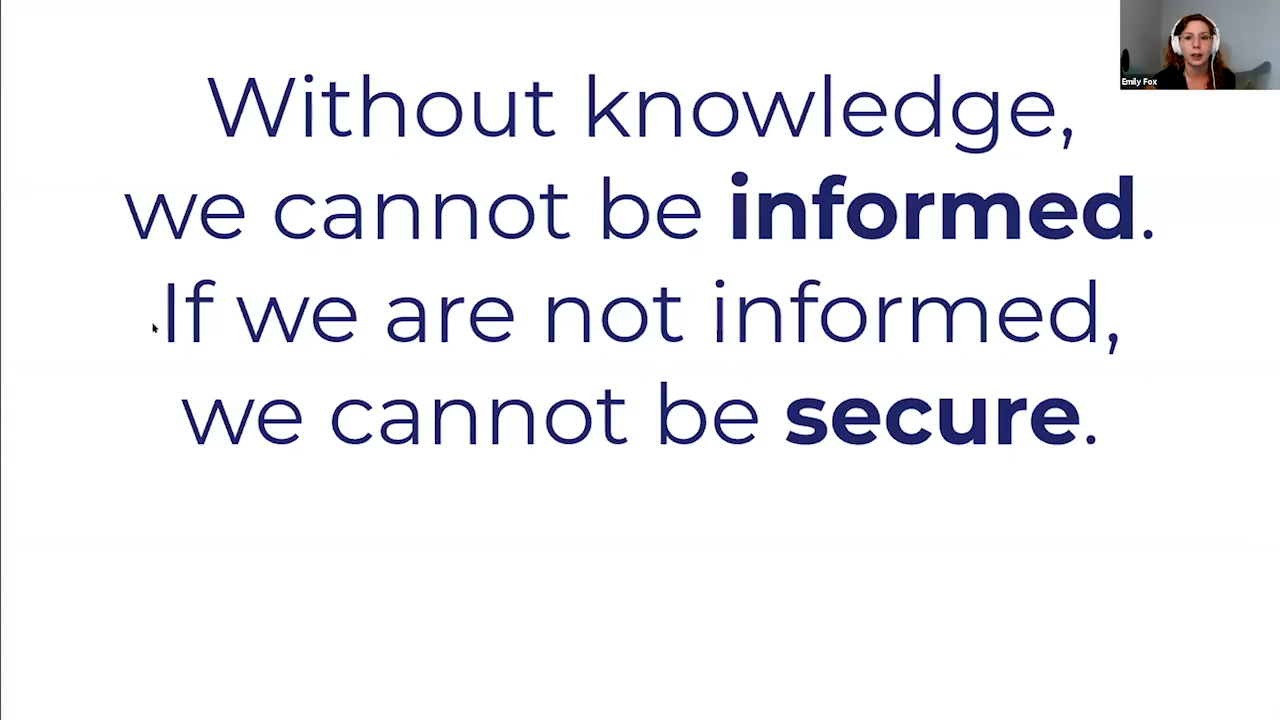 Without knowledge,
we cannot be informed.
If we are not informed,
we cannot be secure.
Emily Fox